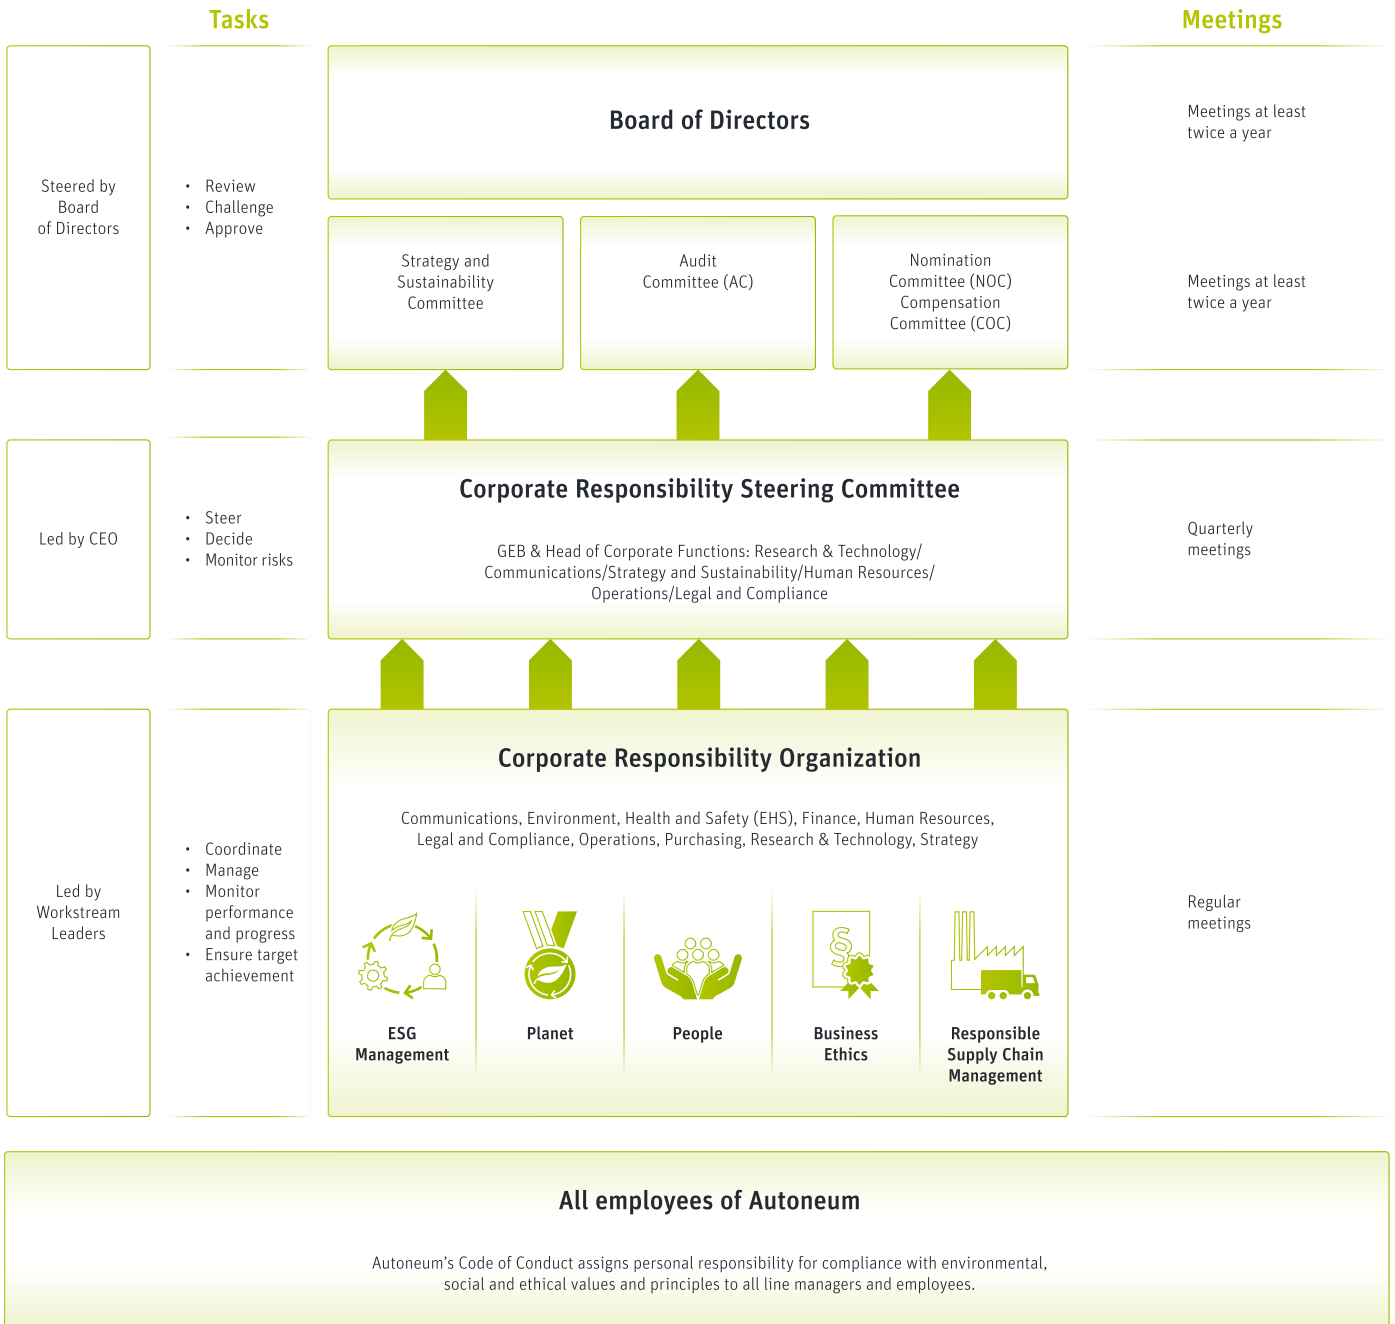 Tasks
Meetings
Steered by
Board
of Directors
• Review
• Challenge
• Approve
Board of Directors
Meetings at least
twice a year
Strategy and
Sustainability
Committee
Audit
Committee (AC)
Nomination
Committee (NOC)
Compensation
Committee (COC)
Meetings at least
twice a year
Led by CEO
• Steer
• Decide
• Monitor risks
Corporate Responsibility Steering Committee
GEB & Head of Corporate Functions: Research & Technology/
Communications/Strategy and Sustainability/Human Resources/
Operations/Legal and Compliance
Quarterly
meetings
Led by
Workstream
Leaders
• Coordinate
• Manage
• Monitor
performance
and progress
• Ensure target
achievement
Corporate Responsibility Organization
Communications, Environment, Health and Safety (EHS), Finance, Human Resources,
Legal and Compliance, Operations, Purchasing, Research & Technology, Strategy
§
ESG
Management
Planet
People
Business
Ethics
Responsible
Supply Chain
Management
Regular
meetings
All employees of Autoneum
Autoneum’s Code of Conduct assigns personal responsibility for compliance with environmental,
social and ethical values and principles to all line managers and employees.